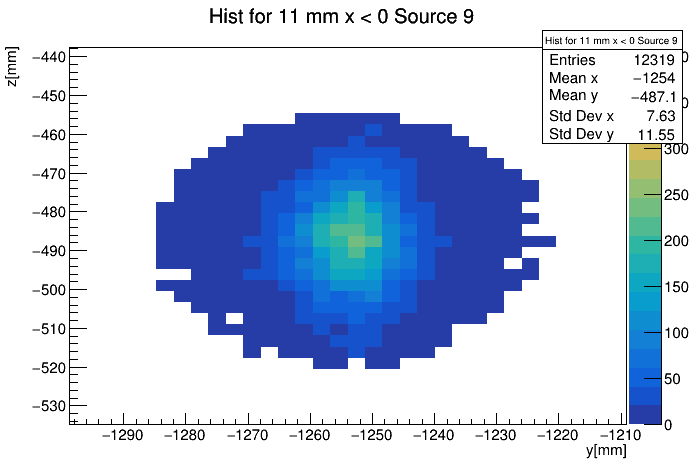 Hist for 11 mm x < 0 Source 9
z[mm]
Hist for 11 mm x < 0 Source 9
Entries 12319
Mean x −1254
Mean y −487.1
Std Dev x 7.63
Std Dev y 11.55
−440
−450
−460
−470
−480
−490
−500
−510
−520
−530
300
250
200
150
100
50
0
−1290 −1280 −1270 −1260 −1250 −1240 −1230 −1220 −1210
y[mm]